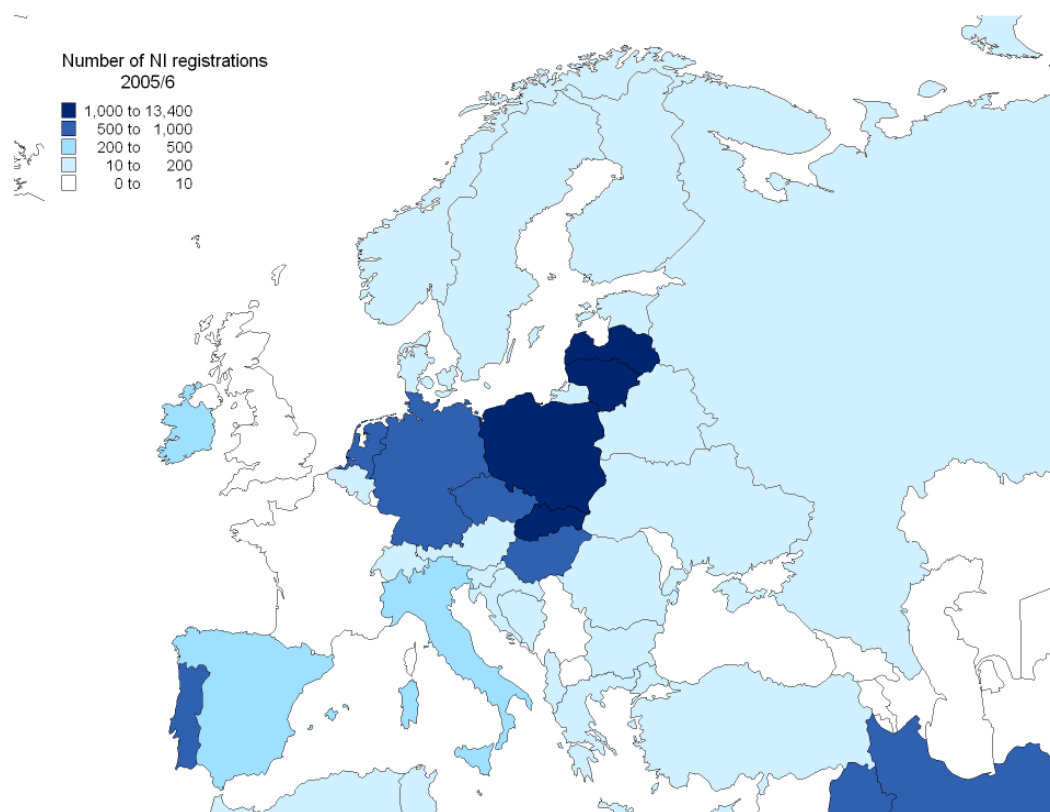 Number of NI registrations
2005/6
1,000 to 13,400
500 to 1,000
200 to 500
10 to 200
0 to 10